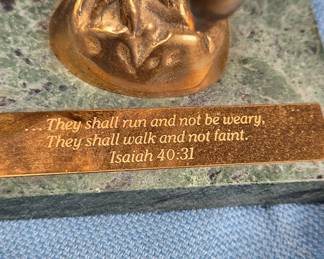 ...They shall run and not be weary,
They shall walk and not faint.
Isaiah 40:31